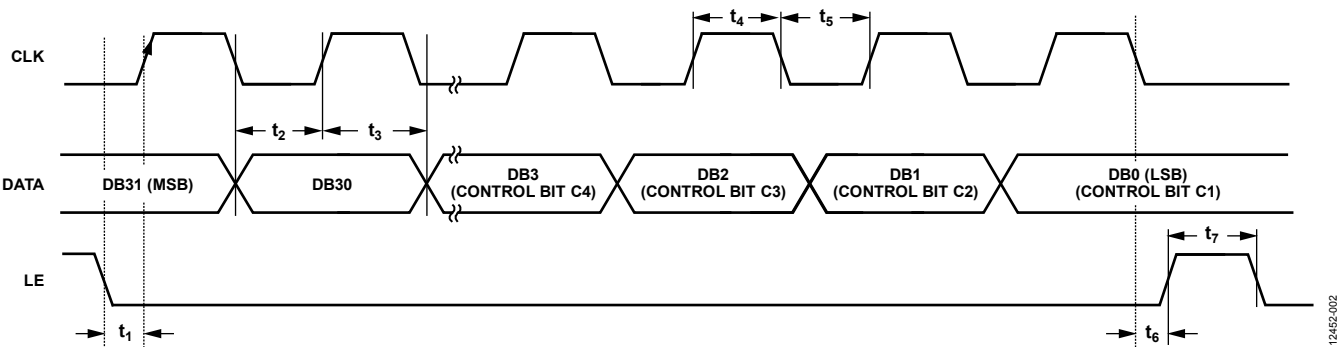 t4
t5
CLK
t2
t3
DATA
DB31 (MSB)
DB30
DB3
(CONTROL BIT C4)
DB2
(CONTROL BIT C3)
DB1
(CONTROL BIT C2)
DB0 (LSB)
(CONTROL BIT C1)
t7
LE
t1
t6
12452-002